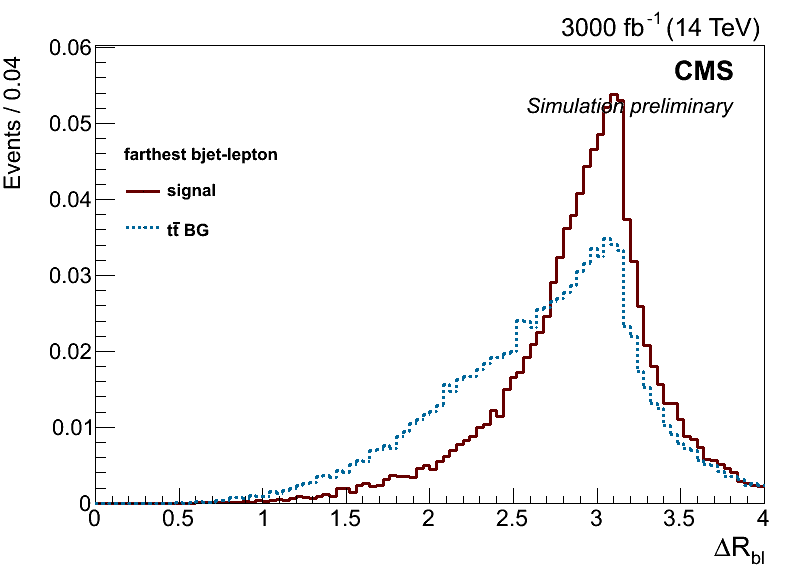 3000 fb⁻¹ (14 TeV)
Events / 0.04
0.06
CMS
Simulation preliminary
0.05
farthest bjet-lepton
signal
0.04
tt̅ BG
0.03
0.02
0.01
0
0 0.5 1 1.5 2 2.5 3 3.5 4
ΔR_bl